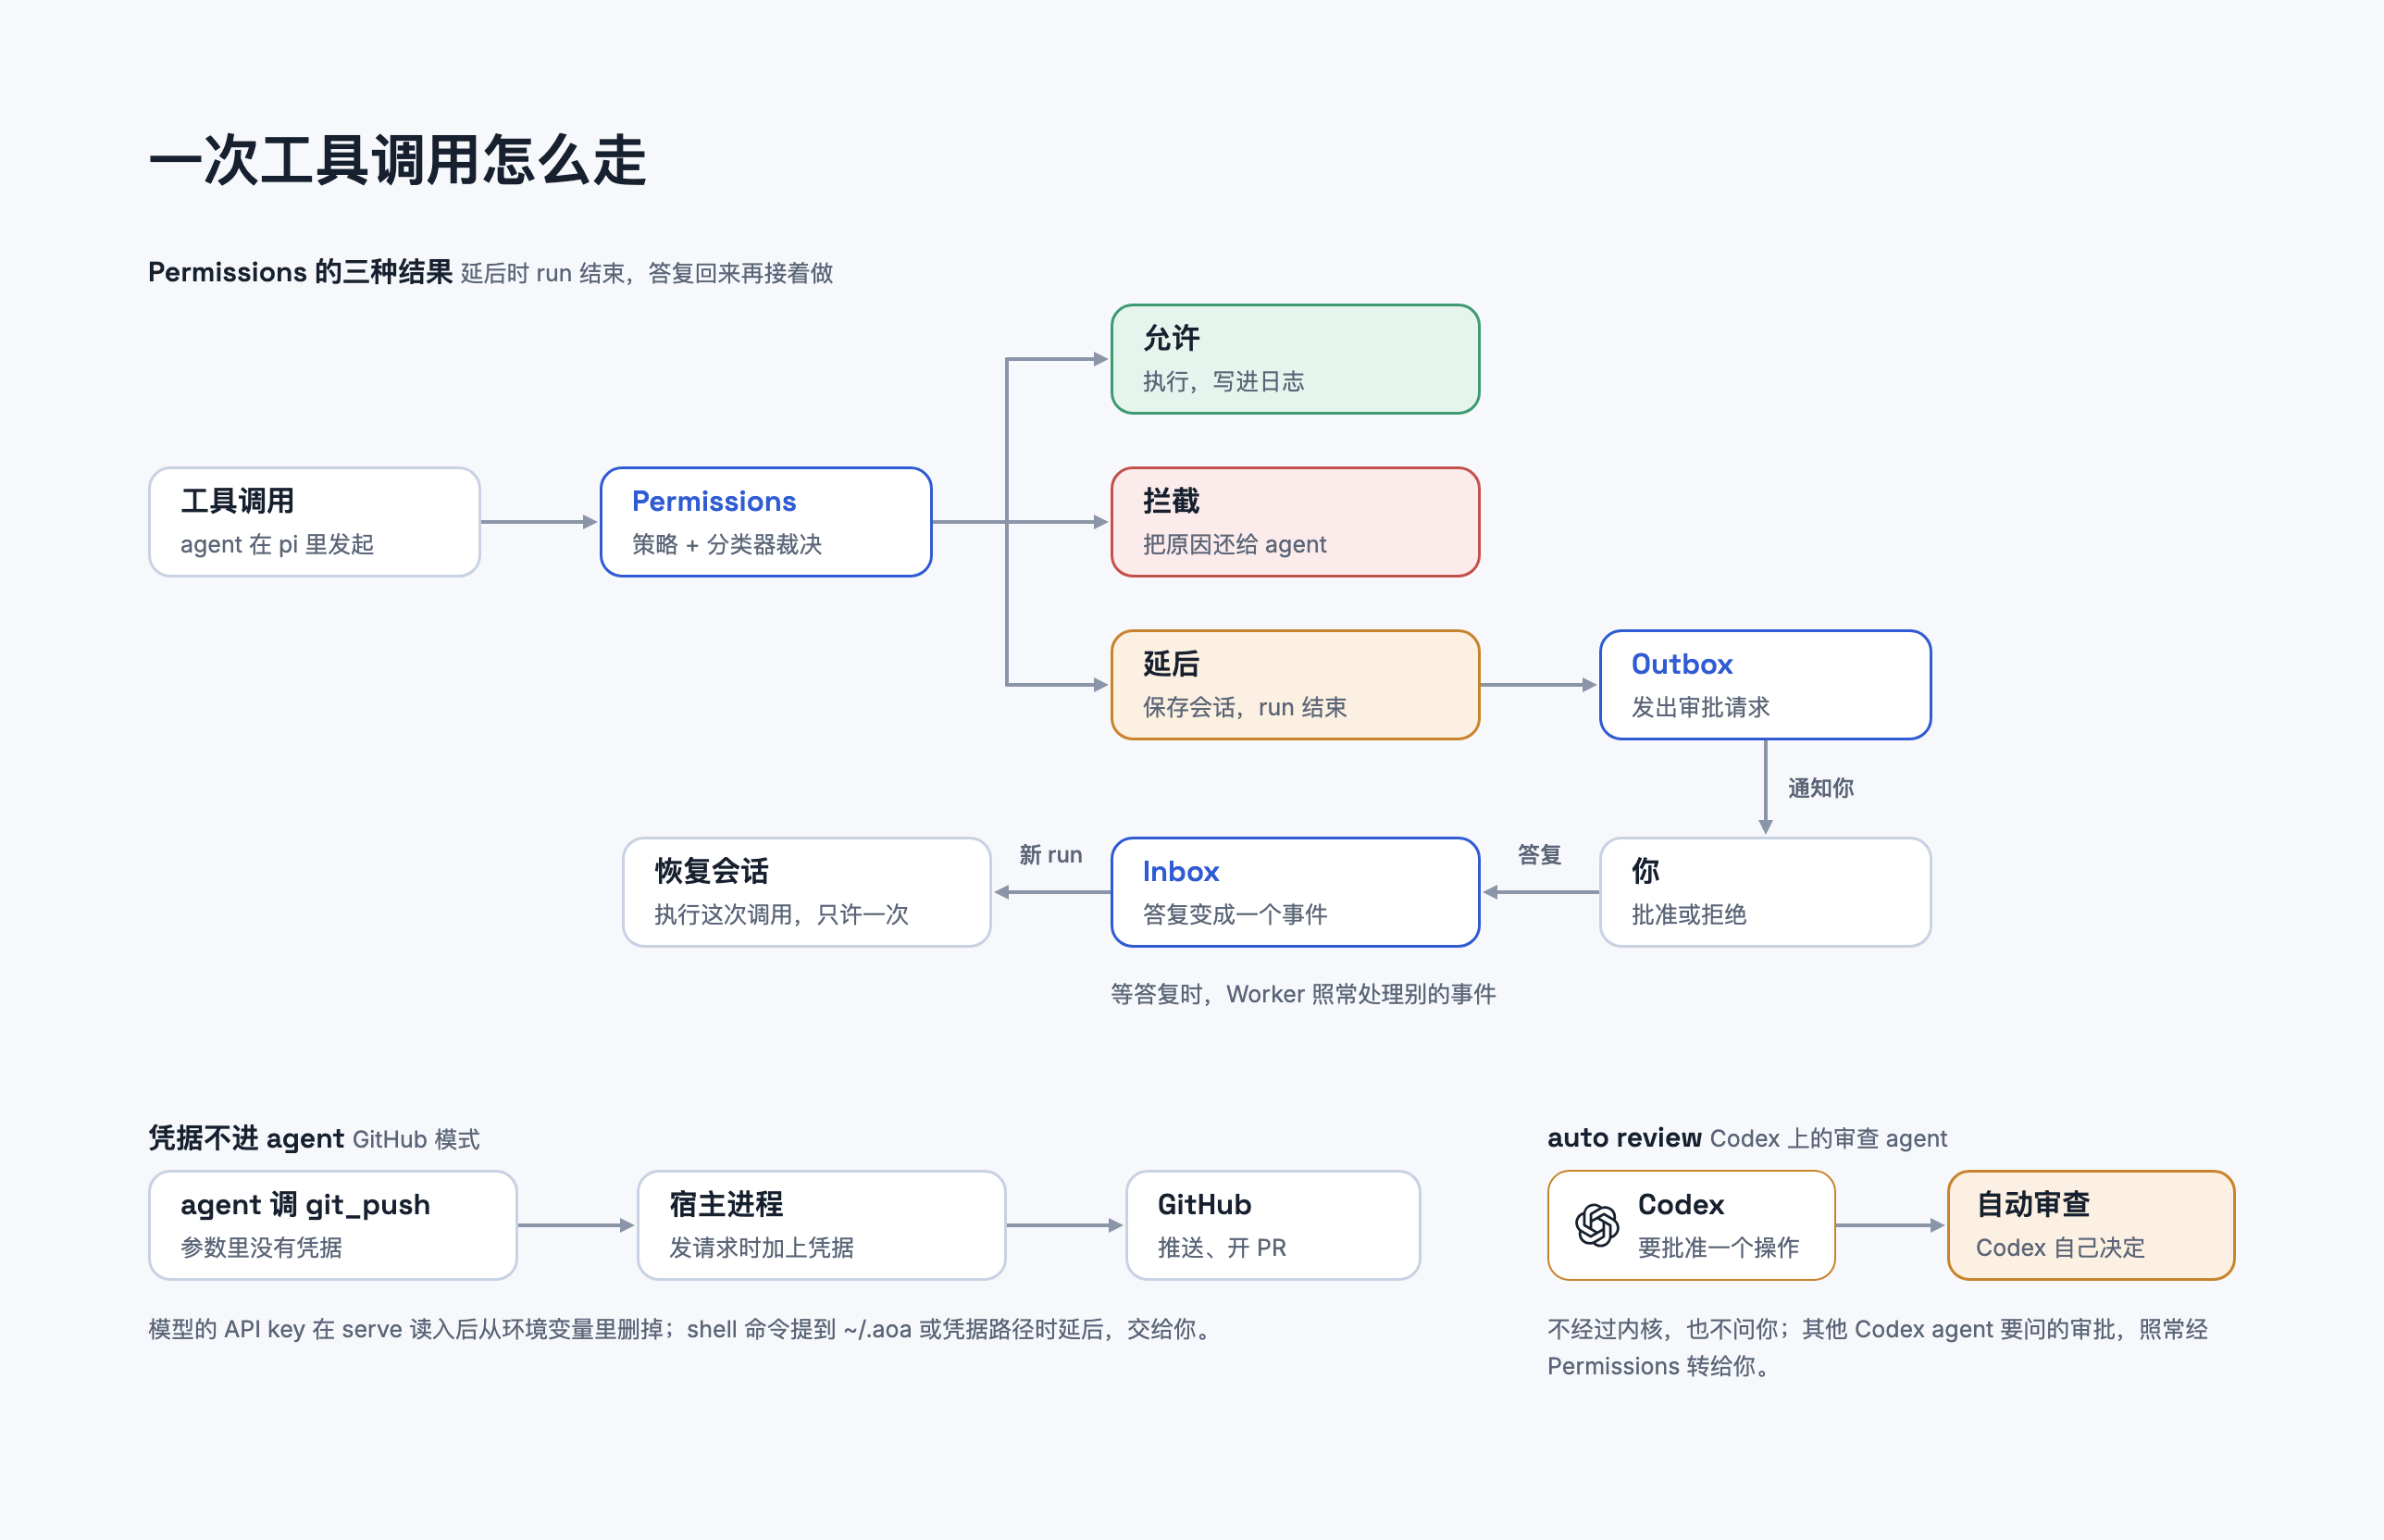 一次工具调用怎么走
Permissions 的三种结果 延后时 run 结束，答复回来再接着做
允许
执行，写进日志
工具调用
agent 在 pi 里发起
Permissions
策略 + 分类器裁决
拦截
把原因还给 agent
延后
保存会话，run 结束
Outbox
发出审批请求
通知你
恢复会话
执行这次调用，只许一次
新 run
Inbox
答复变成一个事件
答复
你
批准或拒绝
等答复时，Worker 照常处理别的事件
凭据不进 agent GitHub 模式
agent 调 git_push
参数里没有凭据
宿主进程
发请求时加上凭据
GitHub
推送、开 PR
模型的 API key 在 serve 读入后从环境变量里删掉；shell 命令提到 ~/.aoa 或凭据路径时延后，交给你。
auto review Codex 上的审查 agent
Codex
要批准一个操作
自动审查
Codex 自己决定
不经过内核，也不问你；其他 Codex agent 要问的审批，照常经
Permissions 转给你。